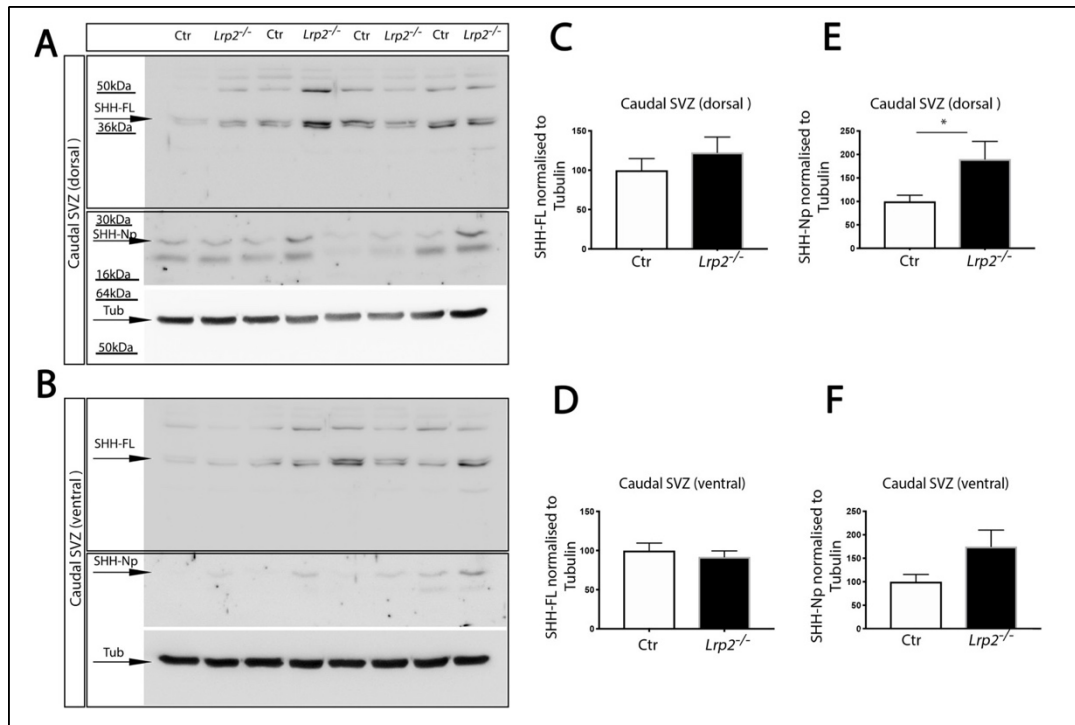 A
Ctr Lrp2-/- Ctr Lrp2-/- Ctr Lrp2-/- Ctr Lrp2-/-
Caudal SVZ (dorsal )
50kDa
SHH-FL
36kDa
30kDa
SHH-Np
16kDa
64kDa
Tub
50kDa
B
Caudal SVZ (ventral )
SHH-FL
SHH-Np
Tub
C
Caudal SVZ (dorsal )
SHH-FL normalised to
Tubulin
150
100
50
0
Ctr
Lrp2-/-
E
Caudal SVZ (dorsal )
SHH-Np normalised to
Tubulin
250
200
150
100
50
0
*
Ctr
Lrp2-/-
D
Caudal SVZ (ventral)
SHH-FL normalised to
Tubulin
150
100
50
0
Ctr
Lrp2-/-
F
Caudal SVZ (ventral)
SHH-Np normalised to
Tubulin
250
200
150
100
50
0
Ctr
Lrp2-/-